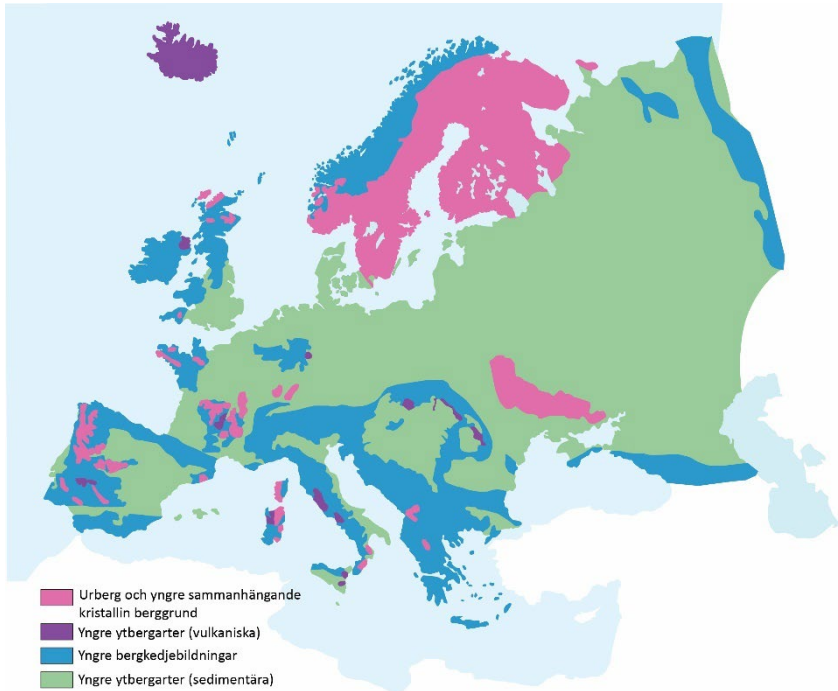 Urberg och yngre sammanhängande
kristallin berggrund
Yngre ytbergarter (vulkaniska)
Yngre bergkedjebildningar
Yngre ytbergarter (sedimentära)